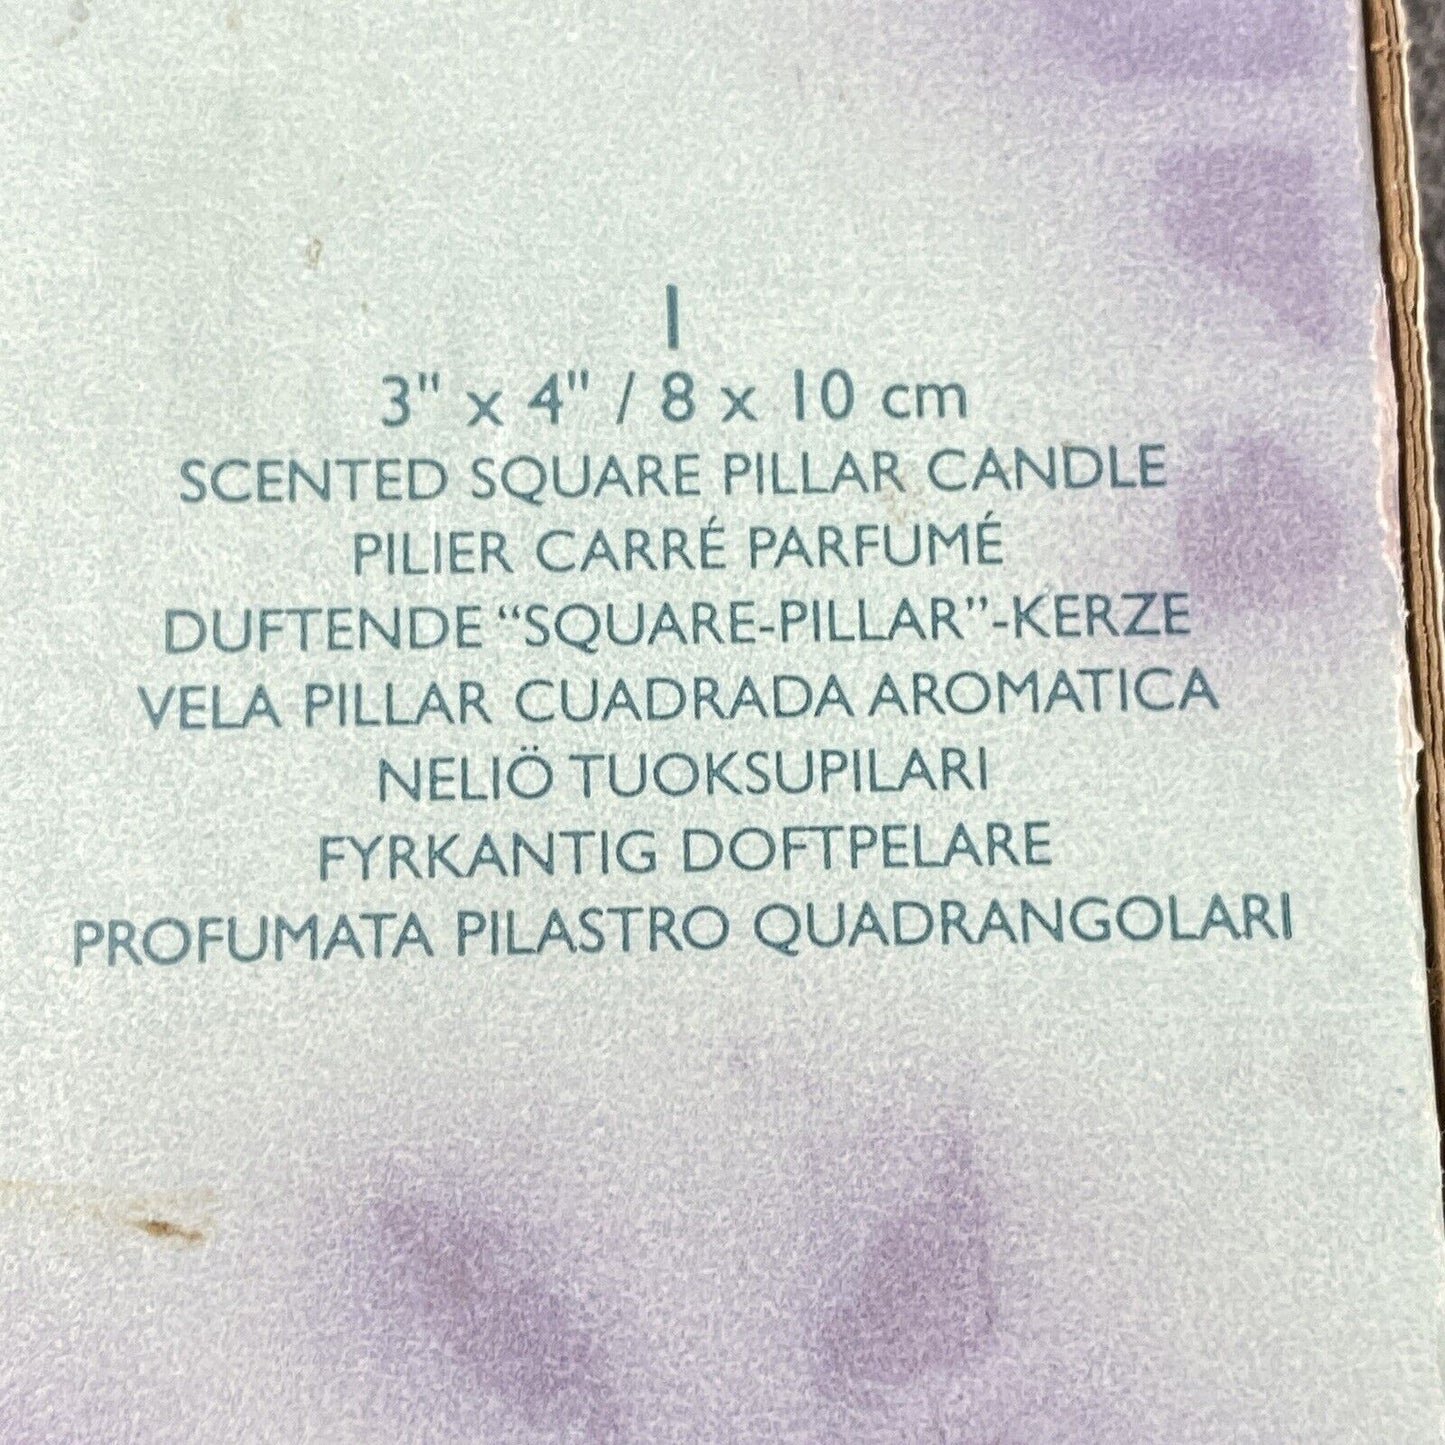 1
3" x 4" / 8 x 10 cm
SCENTED SQUARE PILLAR CANDLE
PILIER CARRÉ PARFUMÉ
DUFTENDE “SQUARE-PILLAR”-KERZE
VELA PILLAR CUADRADA AROMATICA
NELIÖ TUOKSUPILARI
FYRKANTIG DOFTPELARE
PROFUMATA PILASTRO QUADRANGOLARI